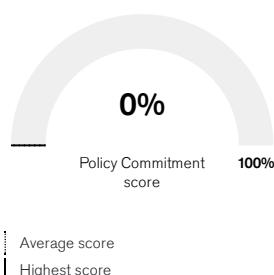 0%
Policy Commitment
score
100%
Average score
Highest score